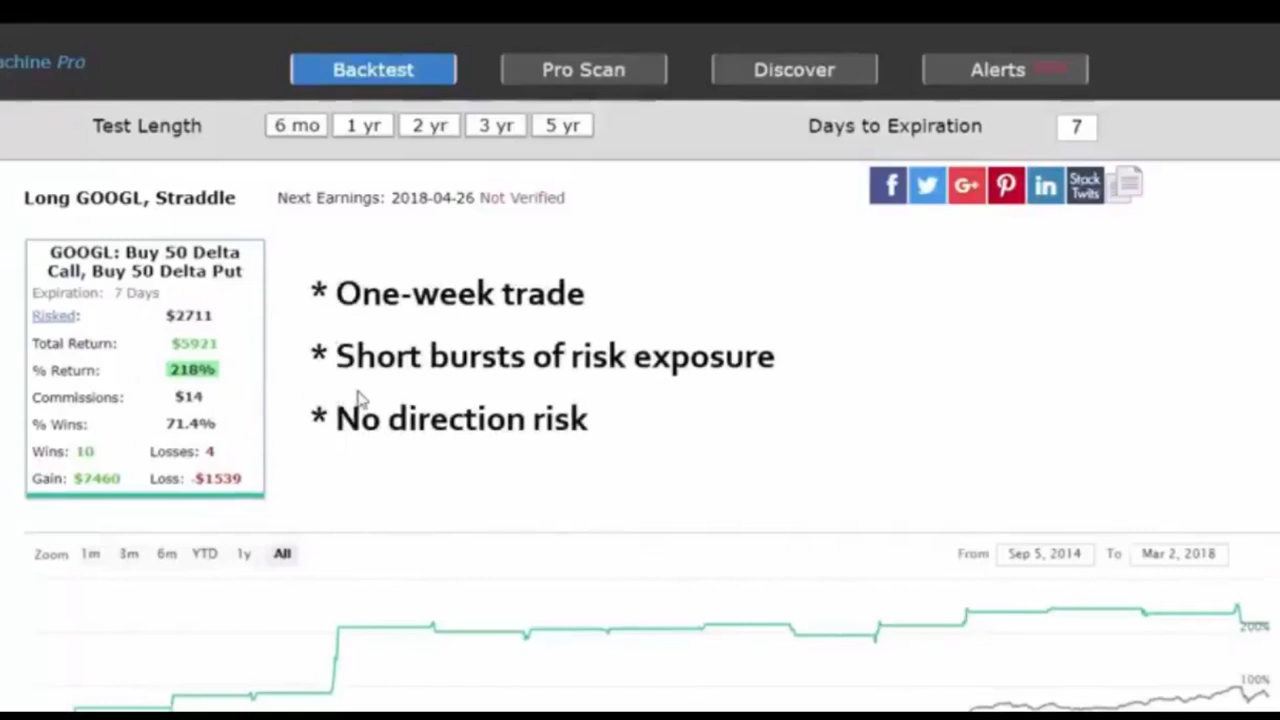 achine Pro
Backtest Pro Scan Discover Alerts
Test Length 6 mo 1 yr 2 yr 3 yr 5 yr Days to Expiration 7
Long GOOGL, Straddle Next Earnings: 2018-04-26 Not Verified
f G+ in Stock
Twits
GOOGL: Buy 50 Delta
Call, Buy 50 Delta Put
Expiration: 7 Days
Risked: $2711
Total Return: $5921
% Return: 218%
Commissions: $14
% Wins: 71.4%
Wins: 10 Losses: 4
Gain: $7460 Loss: -$1539
* One-week trade
* Short bursts of risk exposure
* No direction risk
Zoom 1m 3m 6m YTD 1y All From Sep 5, 2014 To Mar 2, 2018
200%
100%